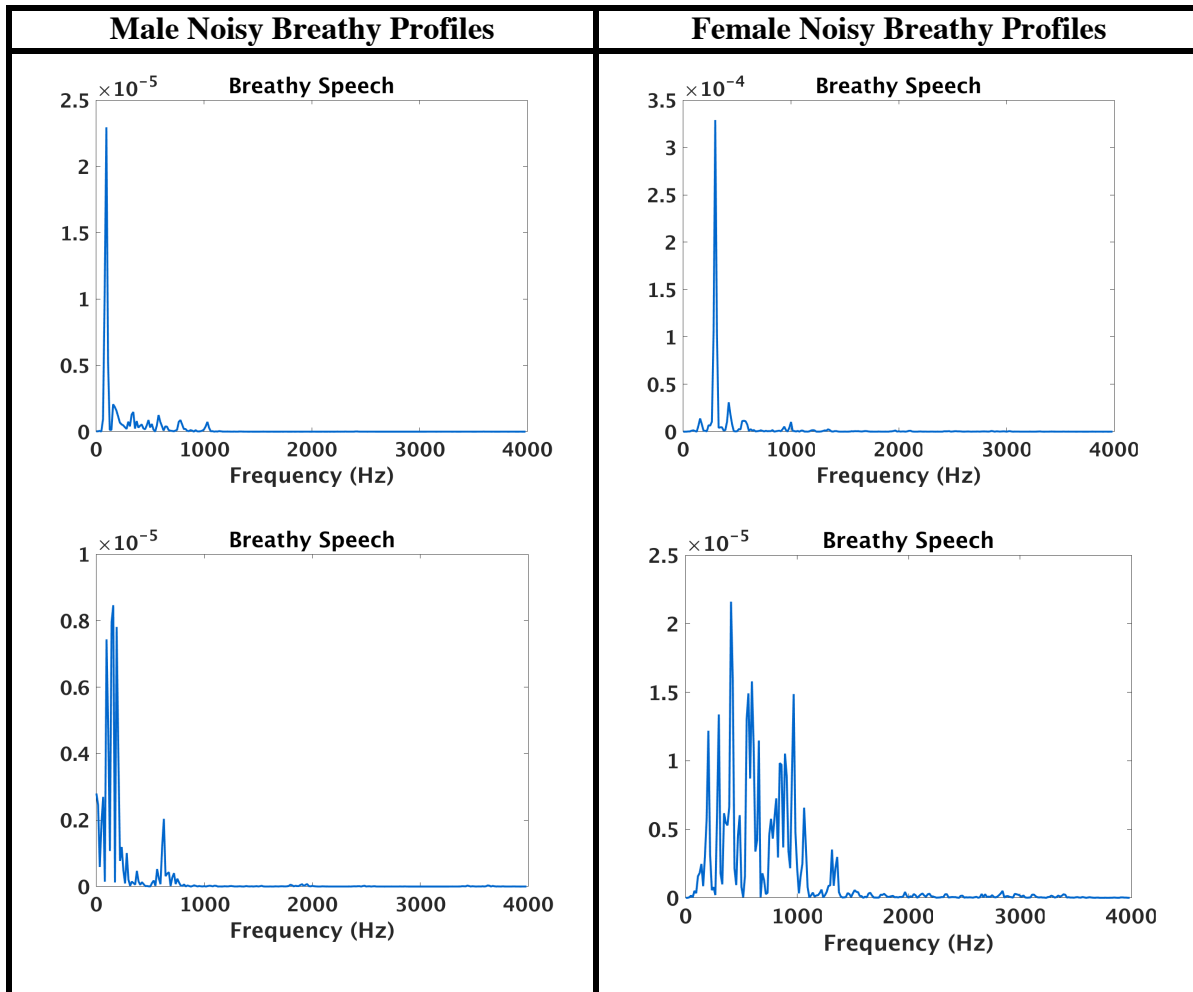 Male Noisy Breathy Profiles
Female Noisy Breathy Profiles
Breathy Speech
×10⁻⁵
2.5
2
1.5
1
0.5
0
0 1000 2000 3000 4000
Frequency (Hz)
Breathy Speech
×10⁻⁴
3.5
3
2.5
2
1.5
1
0.5
0
0 1000 2000 3000 4000
Frequency (Hz)
Breathy Speech
×10⁻⁵
1
0.8
0.6
0.4
0.2
0
0 1000 2000 3000 4000
Frequency (Hz)
Breathy Speech
×10⁻⁵
2.5
2
1.5
1
0.5
0
0 1000 2000 3000 4000
Frequency (Hz)